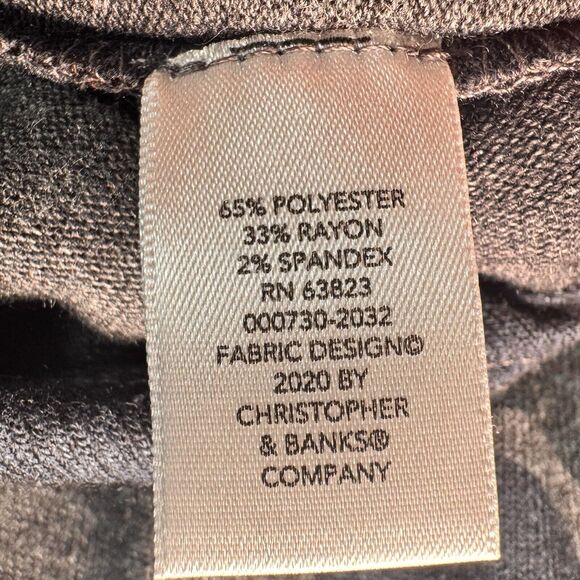 65% POLYESTER
33% RAYON
2% SPANDEX
RN 63823
000730-2032
FABRIC DESIGN©
2020 BY
CHRISTOPHER
& BANKS®
COMPANY